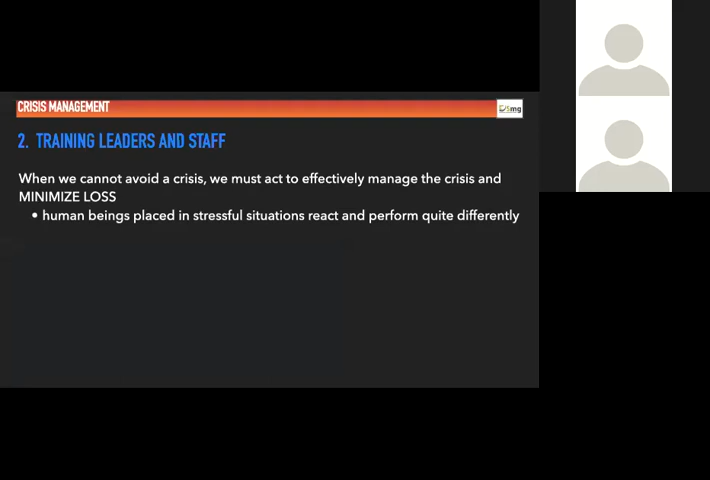 CRISIS MANAGEMENT
5mg
2. TRAINING LEADERS AND STAFF
When we cannot avoid a crisis, we must act to effectively manage the crisis and
MINIMIZE LOSS
• human beings placed in stressful situations react and perform quite differently